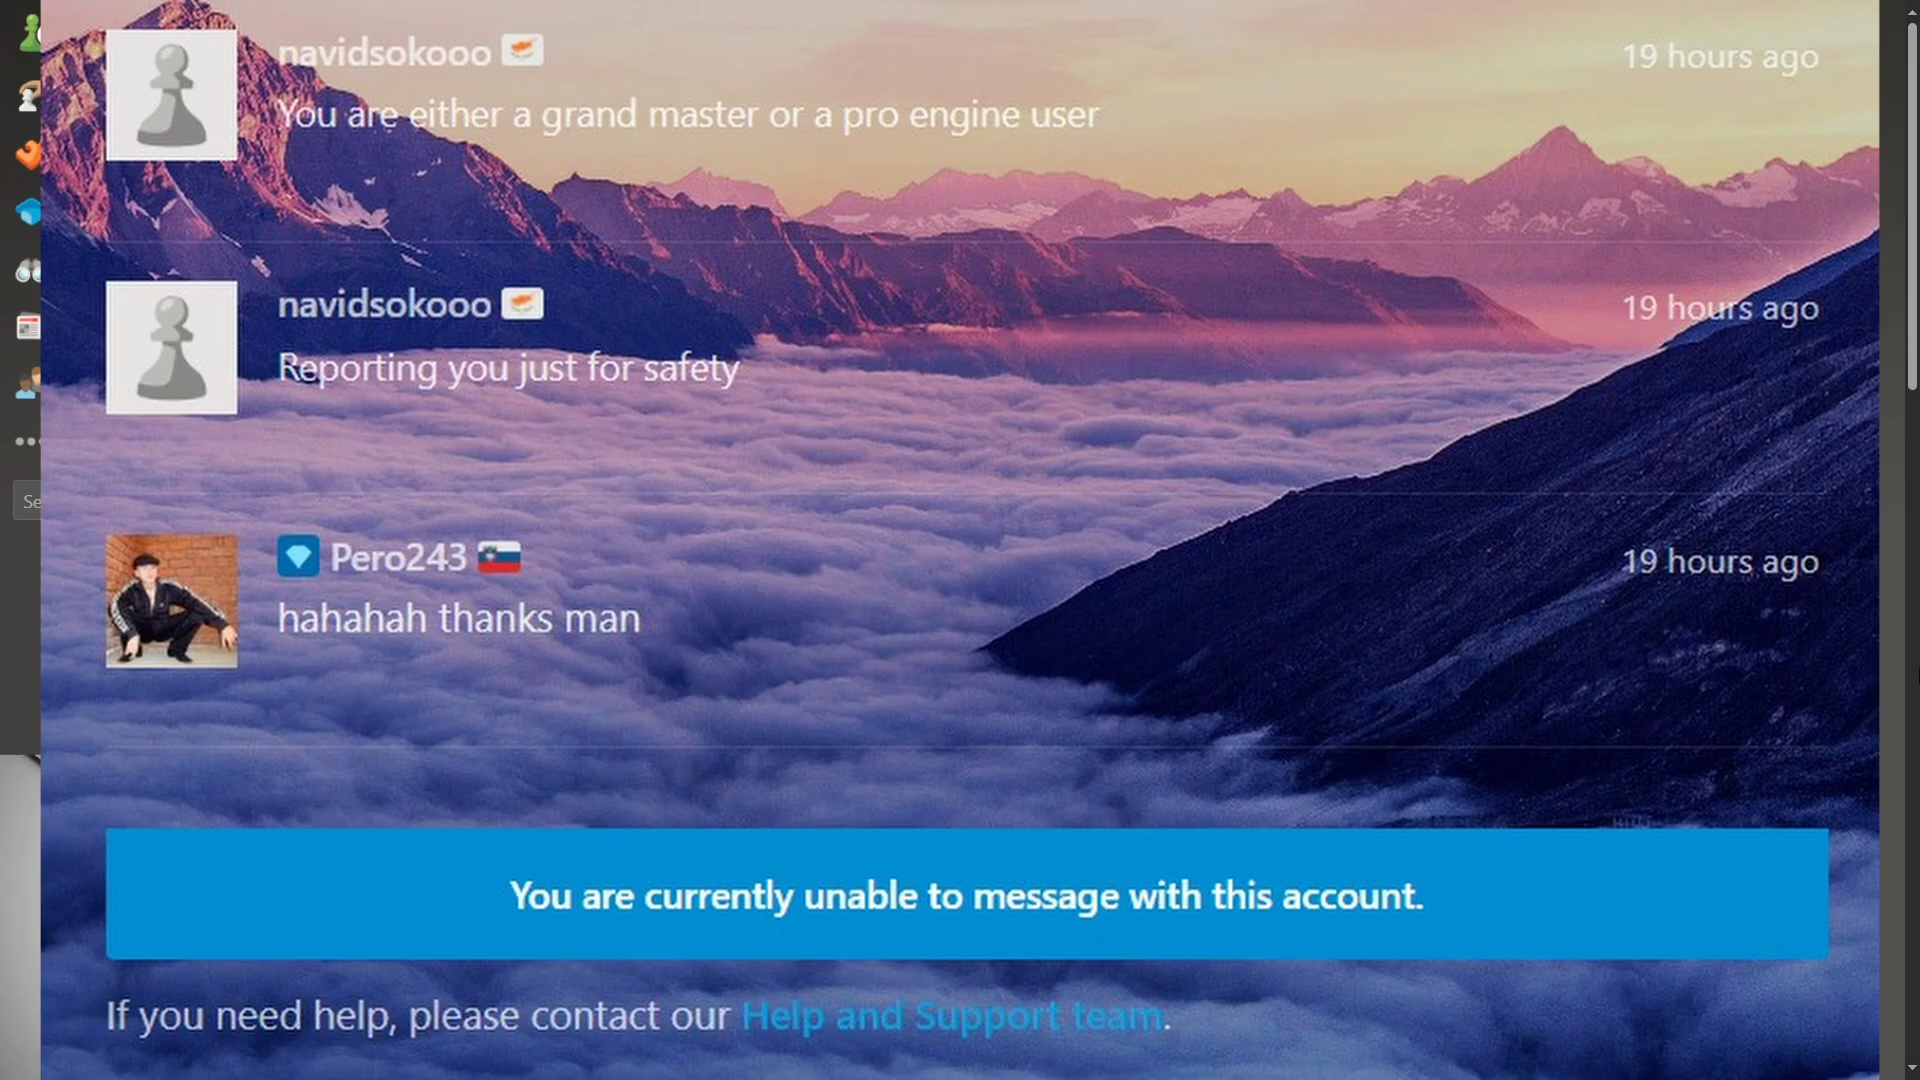 navidsokooo
19 hours ago
You are either a grand master or a pro engine user
navidsokooo
19 hours ago
Reporting you just for safety
Se
Pero243
19 hours ago
hahahah thanks man
You are currently unable to message with this account.
If you need help, please contact our Help and Support team.